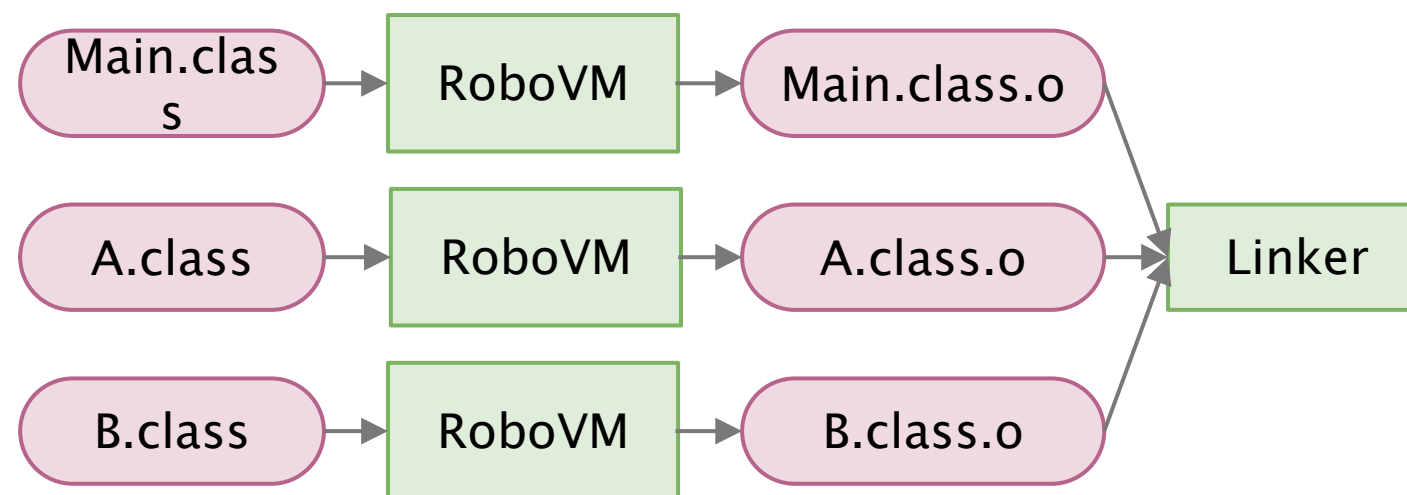 Main.clas
s
RoboVM
Main.class.o
A.class
RoboVM
A.class.o
Linker
B.class
RoboVM
B.class.o